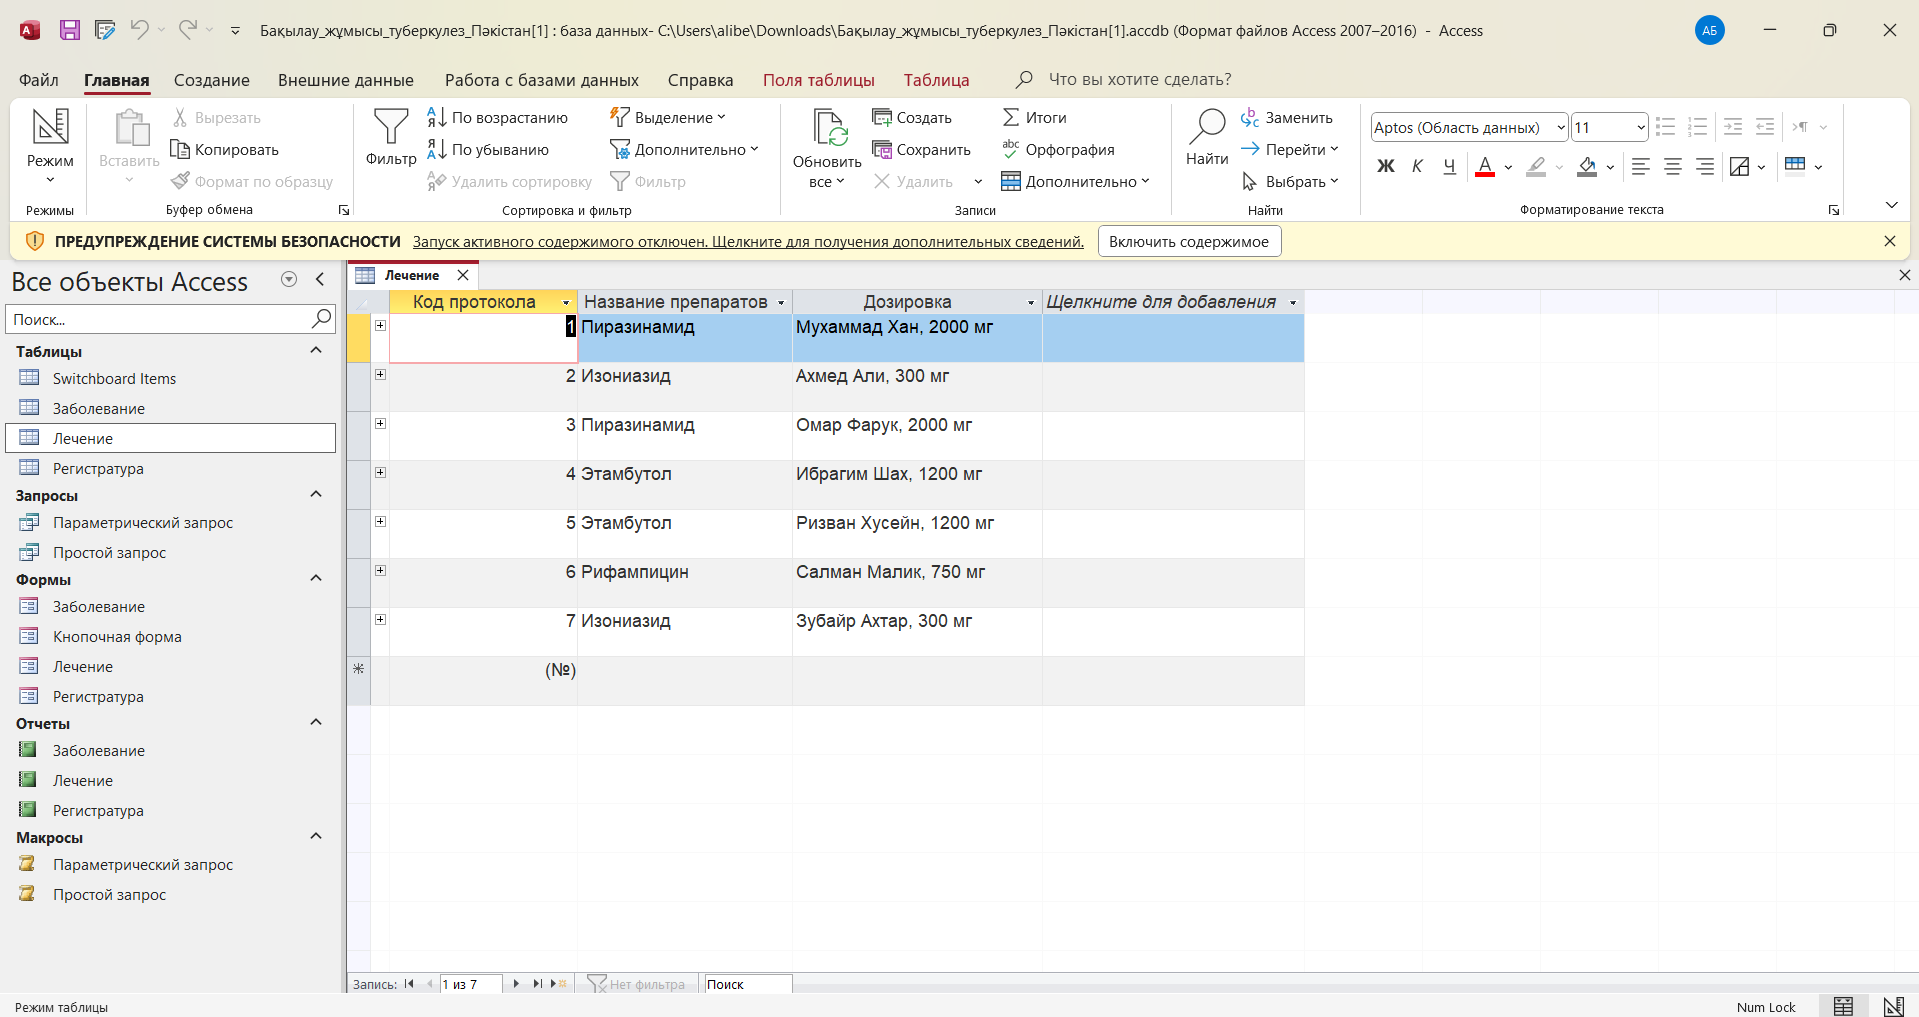 Бақылау_жұмысы_туберкулез_Пәкістан[1] : база данных- C:\Users\alibe\Downloads\Бақылау_жұмысы_туберкулез_Пәкістан[1].accdb (Формат файлов Access 2007–2016) - Access
АБ
Файл Главная Создание Внешние данные Работа с базами данных Справка Поля таблицы Таблица Что вы хотите сделать?
Режим
Режимы
Вставить
Вырезать
Копировать
Формат по образцу
Буфер обмена
Фильтр
По возрастанию
По убыванию
Удалить сортировку
Выделение
Дополнительно
Фильтр
Сортировка и фильтр
Обновить
все
Создать
Сохранить
Удалить
Итоги
Орфография
Дополнительно
Записи
Найти
Заменить
Перейти
Выбрать
Найти
Aptos (Область данных) 11
Ж К Ч А
Форматирование текста
ПРЕДУПРЕЖДЕНИЕ СИСТЕМЫ БЕЗОПАСНОСТИ Запуск активного содержимого отключен. Щелкните для получения дополнительных сведений. Включить содержимое
Все объекты Access
Поиск...
Таблицы
Switchboard Items
Заболевание
Лечение
Регистратура
Запросы
Параметрический запрос
Простой запрос
Формы
Заболевание
Кнопочная форма
Лечение
Регистратура
Отчеты
Заболевание
Лечение
Регистратура
Макросы
Параметрический запрос
Простой запрос
Лечение
Код протокола Название препаратов Дозировка Щелкните для добавления
1 Пиразинамид Мухаммад Хан, 2000 мг
2 Изониазид Ахмед Али, 300 мг
3 Пиразинамид Омар Фарук, 2000 мг
4 Этамбутол Ибрагим Шах, 1200 мг
5 Этамбутол Ризван Хусейн, 1200 мг
6 Рифампицин Салман Малик, 750 мг
7 Изониазид Зубайр Ахтар, 300 мг
(№)
Запись: 1 из 7 Нет фильтра Поиск
Режим таблицы Num Lock